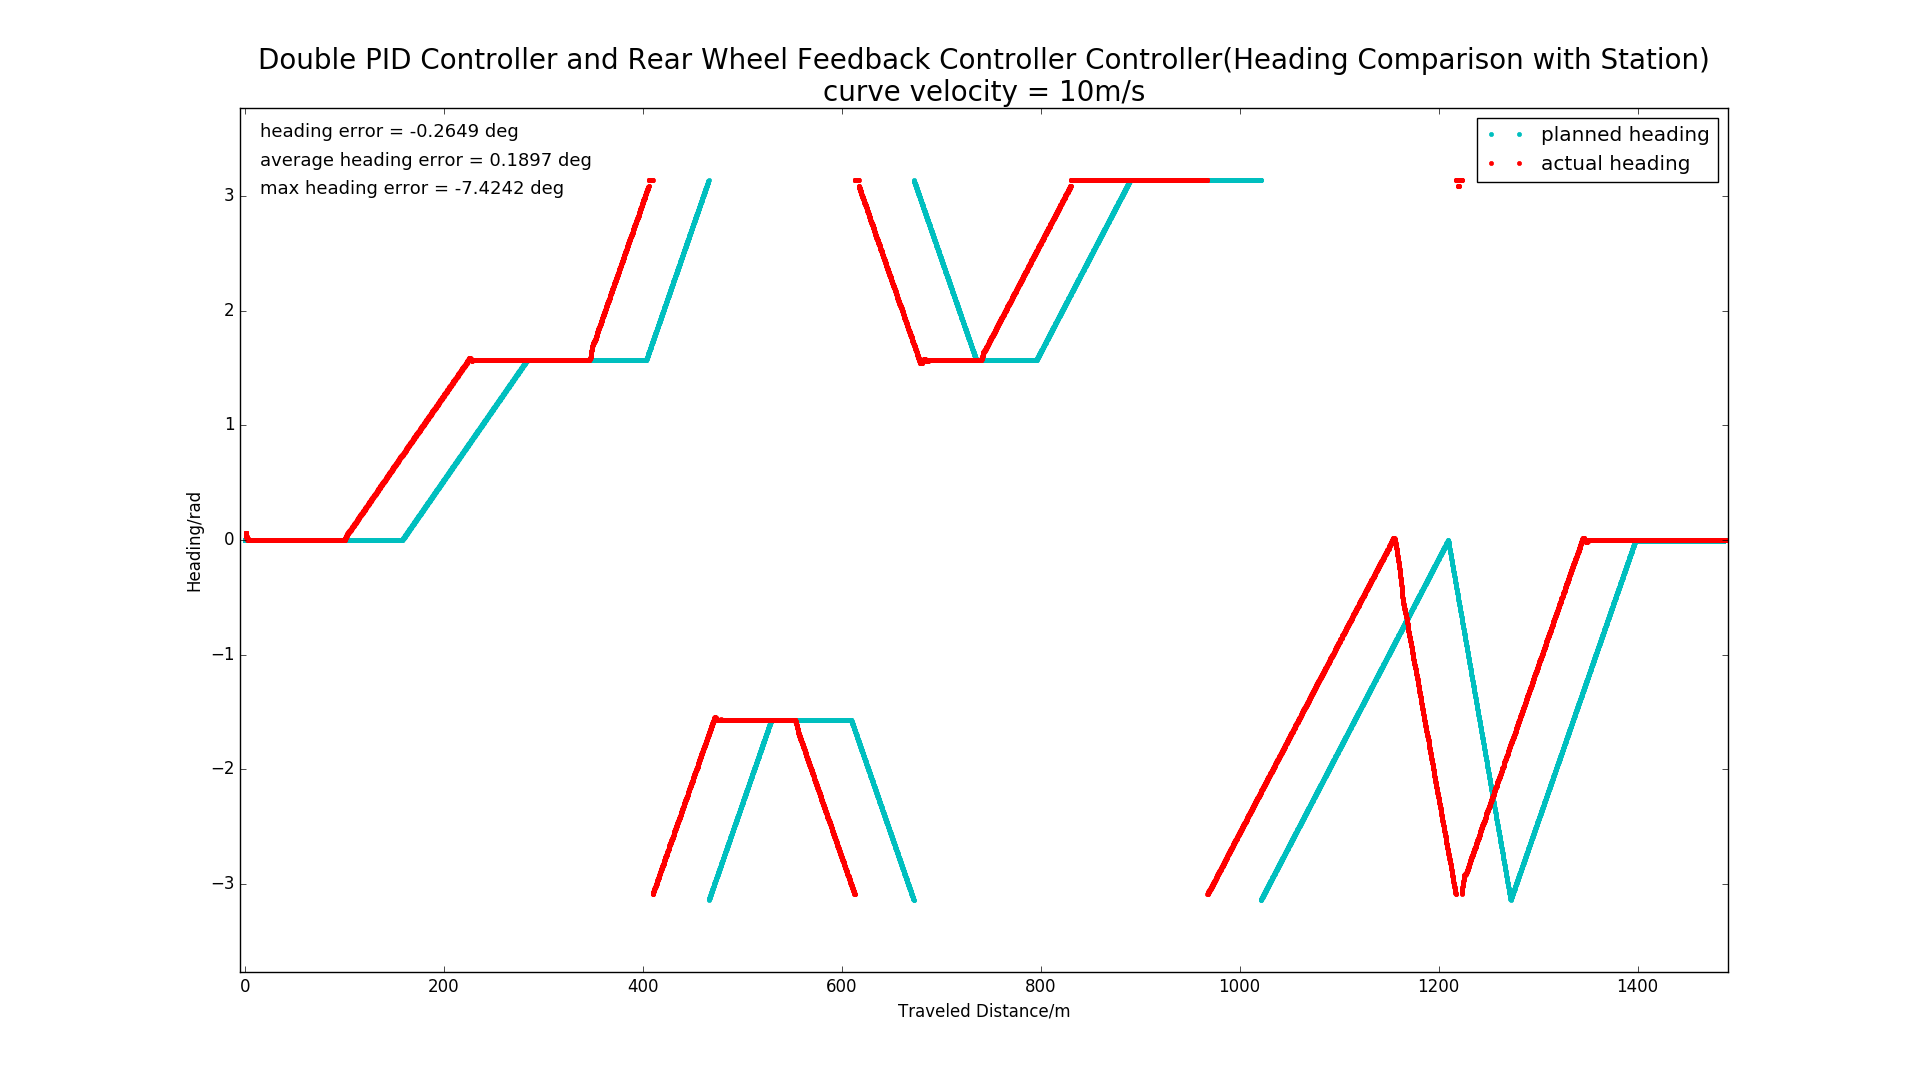 Double PID Controller and Rear Wheel Feedback Controller Controller(Heading Comparison with Station)
curve velocity = 10m/s
heading error = -0.2649 deg
average heading error = 0.1897 deg
max heading error = -7.4242 deg
planned heading
actual heading
3
2
1
0
−1
−2
−3
Heading/rad
0 200 400 600 800 1000 1200 1400
Traveled Distance/m